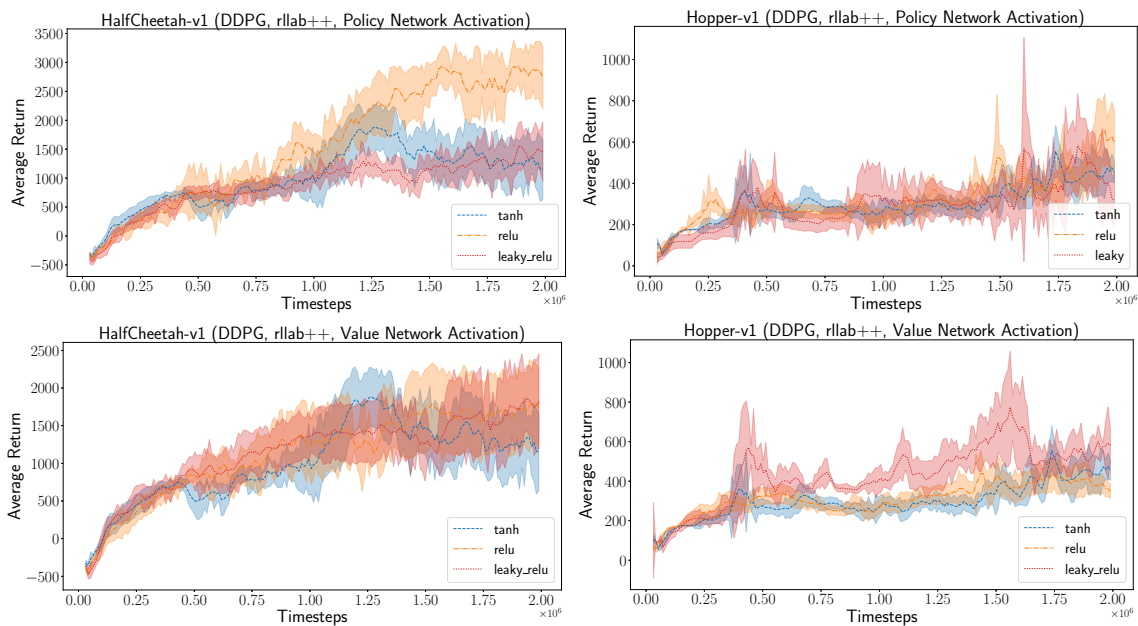 HalfCheetah-v1 (DDPG, rllab++, Policy Network Activation)
Average Return
3500
3000
2500
2000
1500
1000
500
0
−500
tanh
relu
leaky_relu
0.00 0.25 0.50 0.75 1.00 1.25 1.50 1.75 2.00
×10⁶
Timesteps
Hopper-v1 (DDPG, rllab++, Policy Network Activation)
Average Return
1000
800
600
400
200
0
tanh
relu
leaky
0.00 0.25 0.50 0.75 1.00 1.25 1.50 1.75 2.00
×10⁶
Timesteps
HalfCheetah-v1 (DDPG, rllab++, Value Network Activation)
Average Return
2500
2000
1500
1000
500
0
−500
tanh
relu
leaky_relu
0.00 0.25 0.50 0.75 1.00 1.25 1.50 1.75 2.00
×10⁶
Timesteps
Hopper-v1 (DDPG, rllab++, Value Network Activation)
Average Return
1000
800
600
400
200
0
tanh
relu
leaky_relu
0.00 0.25 0.50 0.75 1.00 1.25 1.50 1.75 2.00
×10⁶
Timesteps